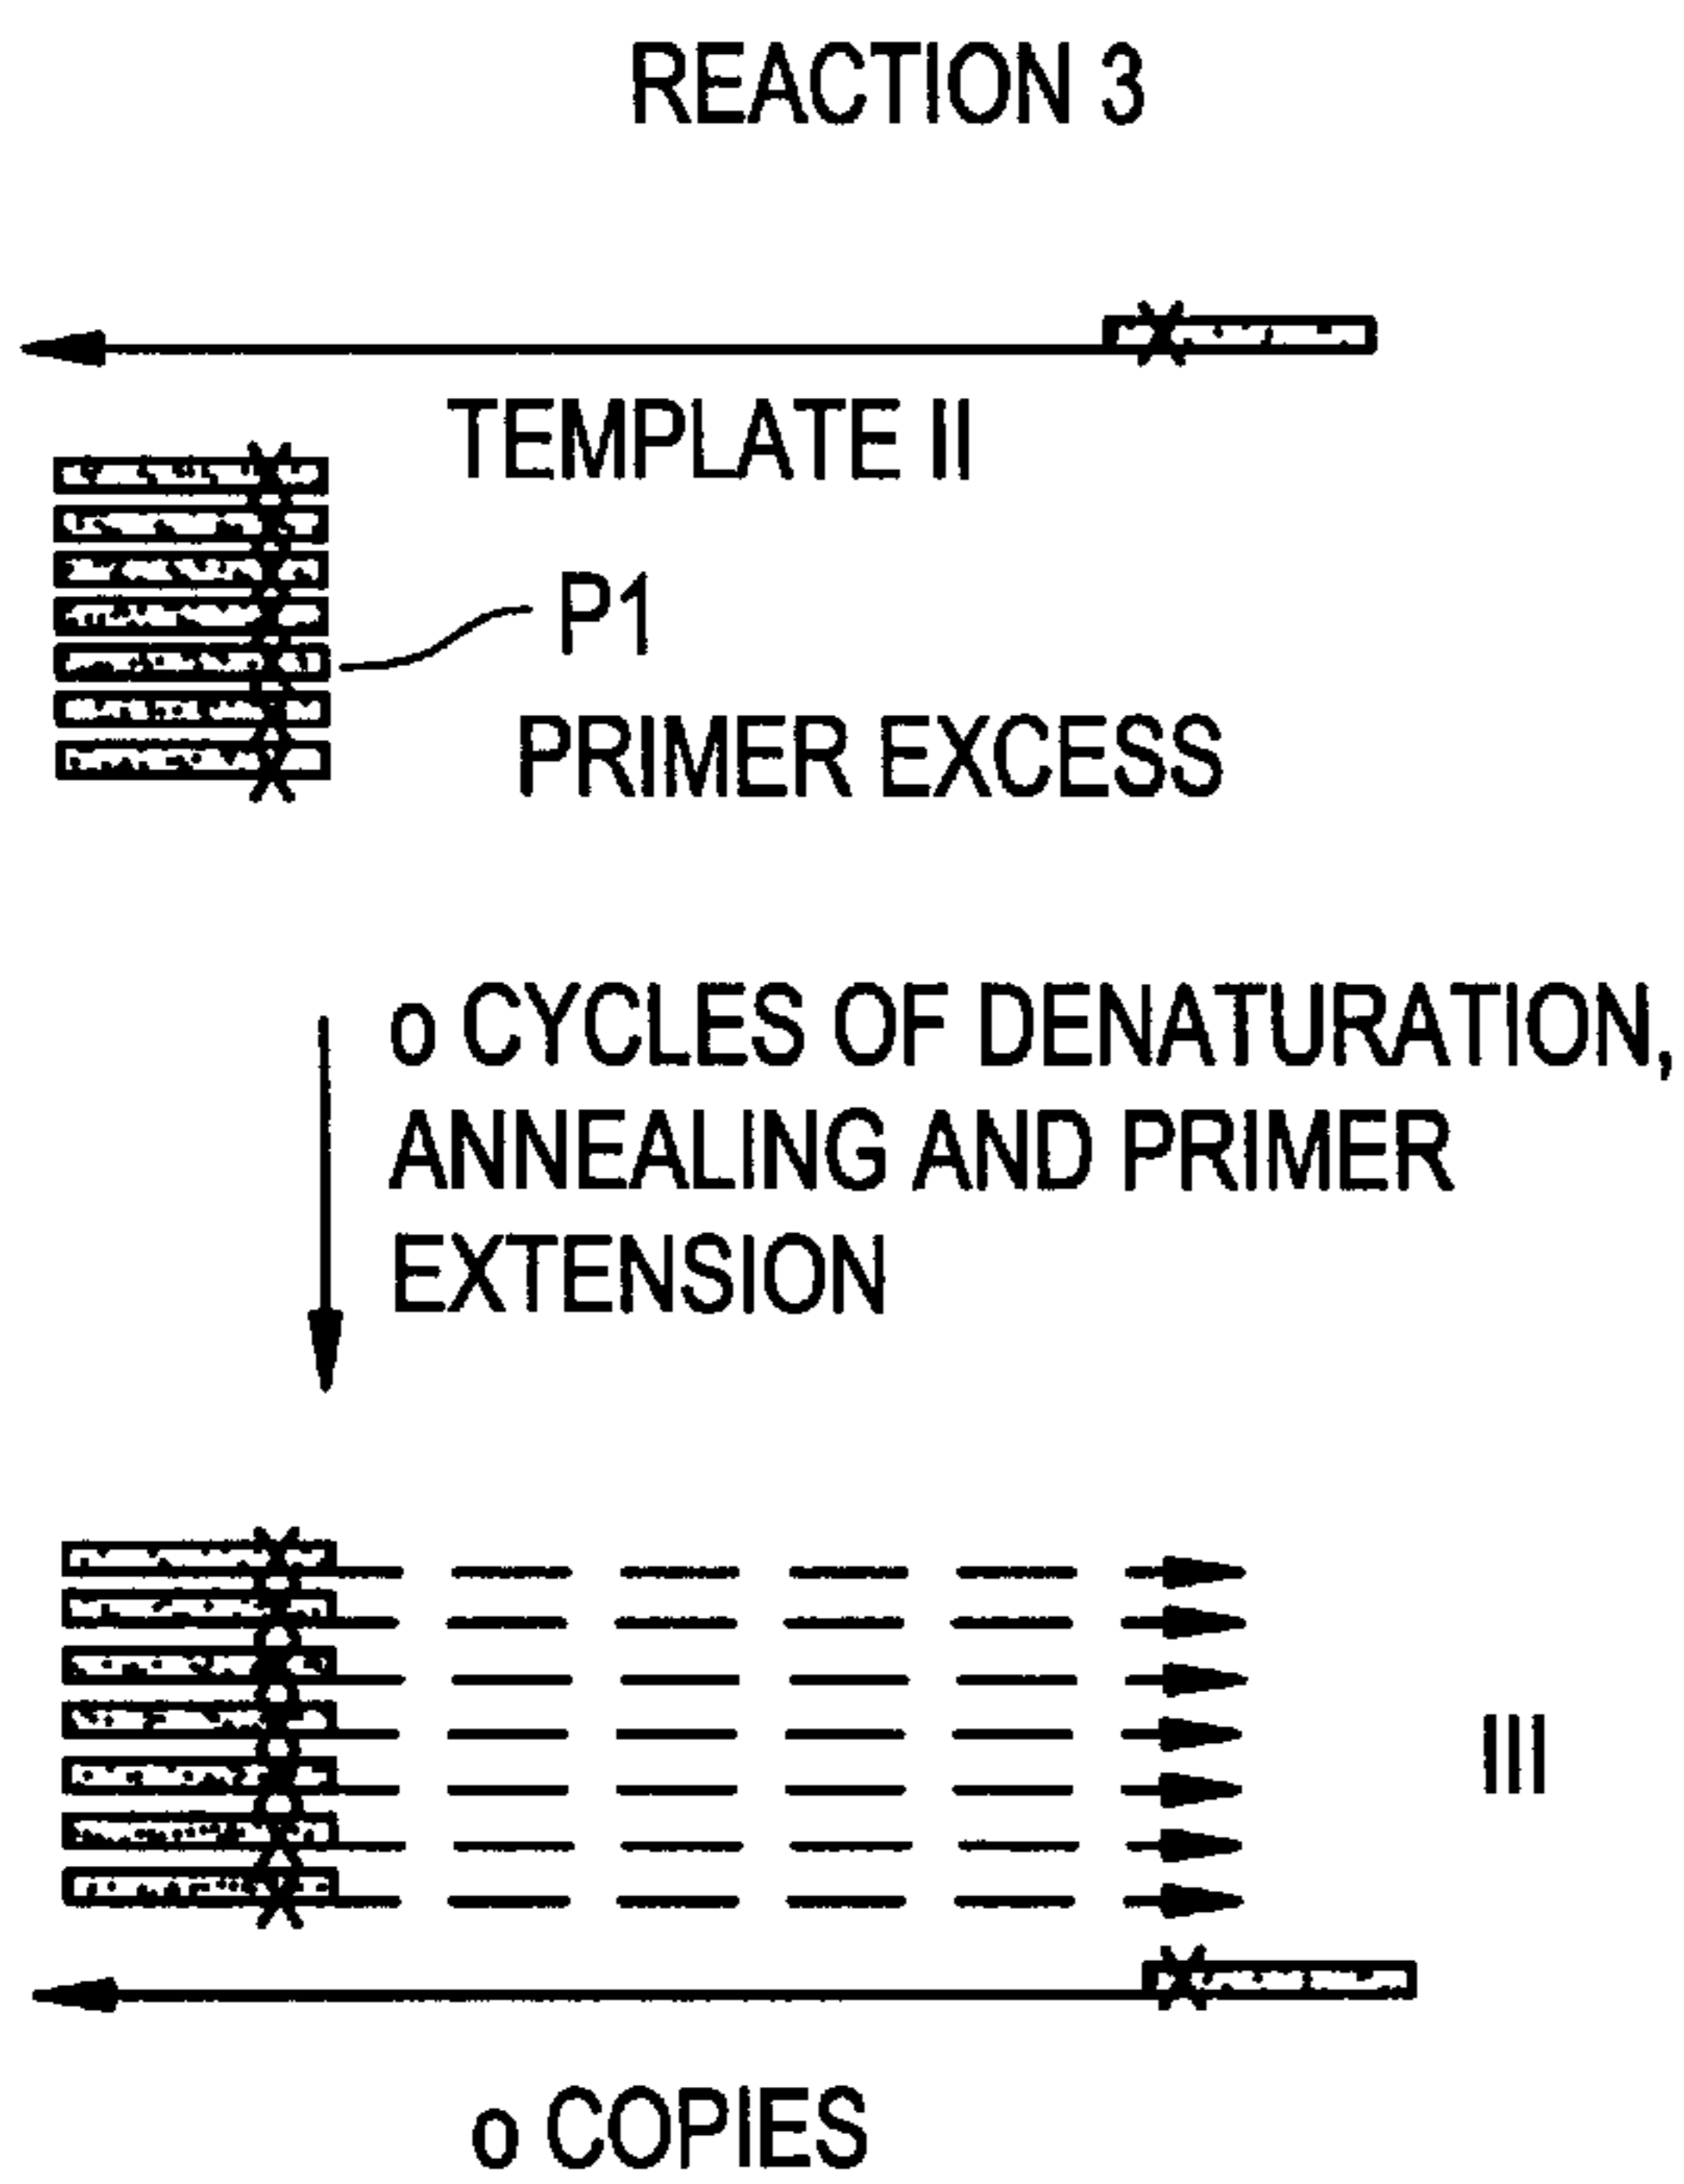 REACTION 3
TEMPLATE II
P1
PRIMER EXCESS
o CYCLES OF DENATURATION,
ANNEALING AND PRIMER
EXTENSION
III
o COPIES